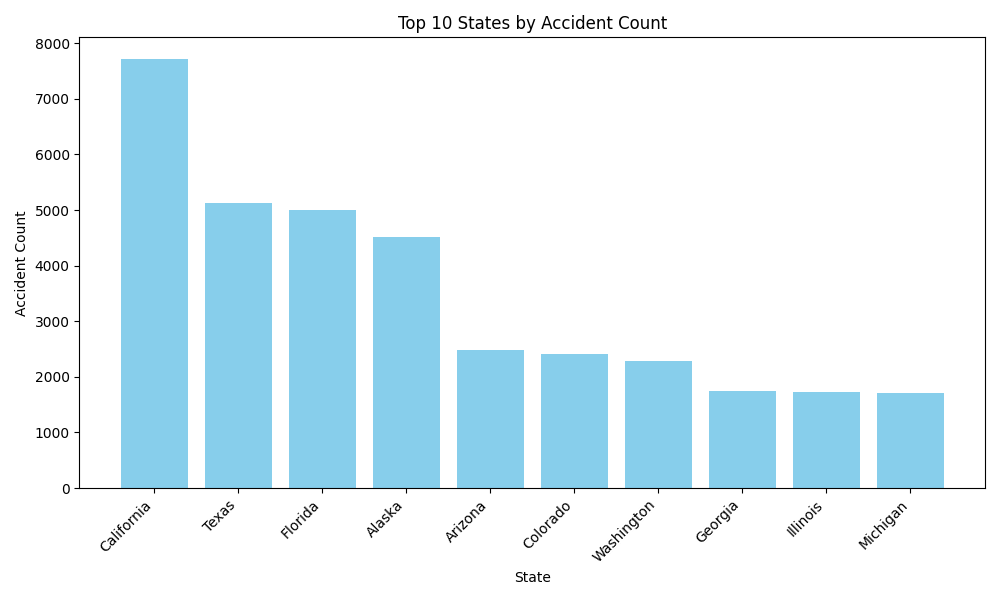 Top 10 States by Accident Count
Accident Count
8000
7000
6000
5000
4000
3000
2000
1000
0
California
Texas
Florida
Alaska
Arizona
Colorado
Washington
Georgia
Illinois
Michigan
State